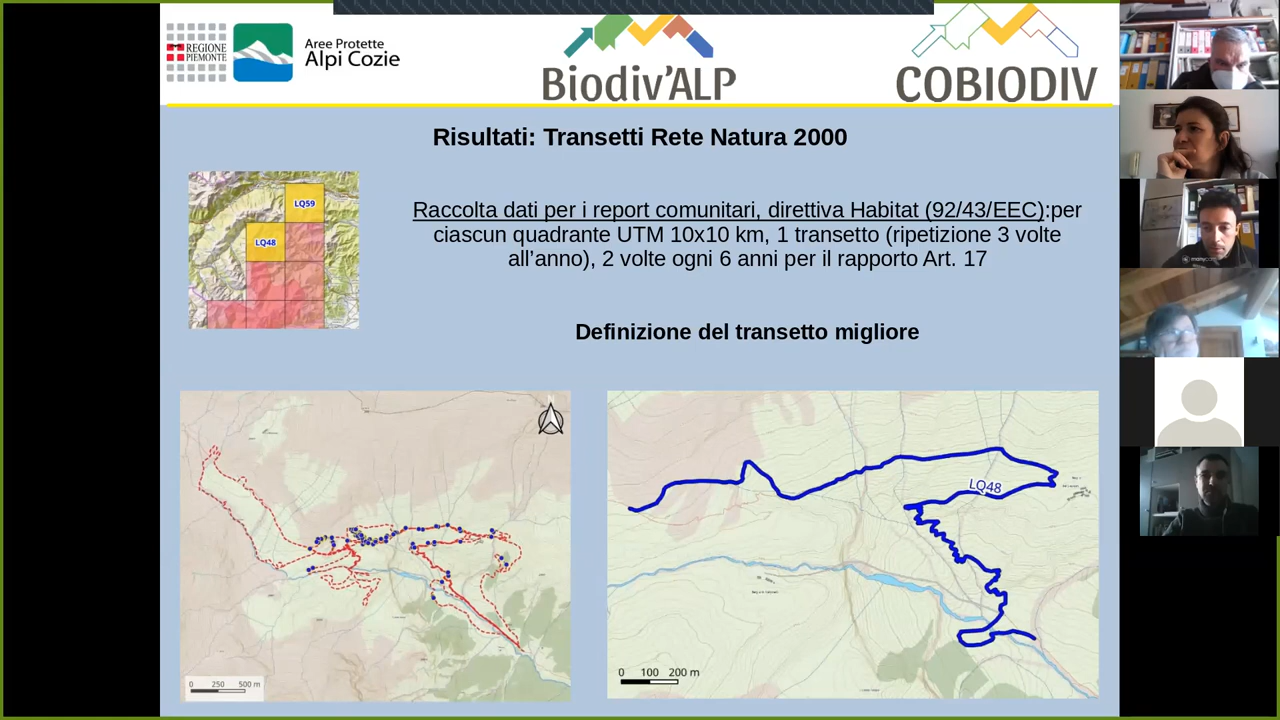 REGIONE
PIEMONTE
Aree Protette
Alpi Cozie
Biodiv'ALP
COBIODIV
Risultati: Transetti Rete Natura 2000
LQ59
LQ48
Raccolta dati per i report comunitari, direttiva Habitat (92/43/EEC):per
ciascun quadrante UTM 10x10 km, 1 transetto (ripetizione 3 volte
all’anno), 2 volte ogni 6 anni per il rapporto Art. 17
Definizione del transetto migliore
0 250 500 m
LQ48
0 100 200 m